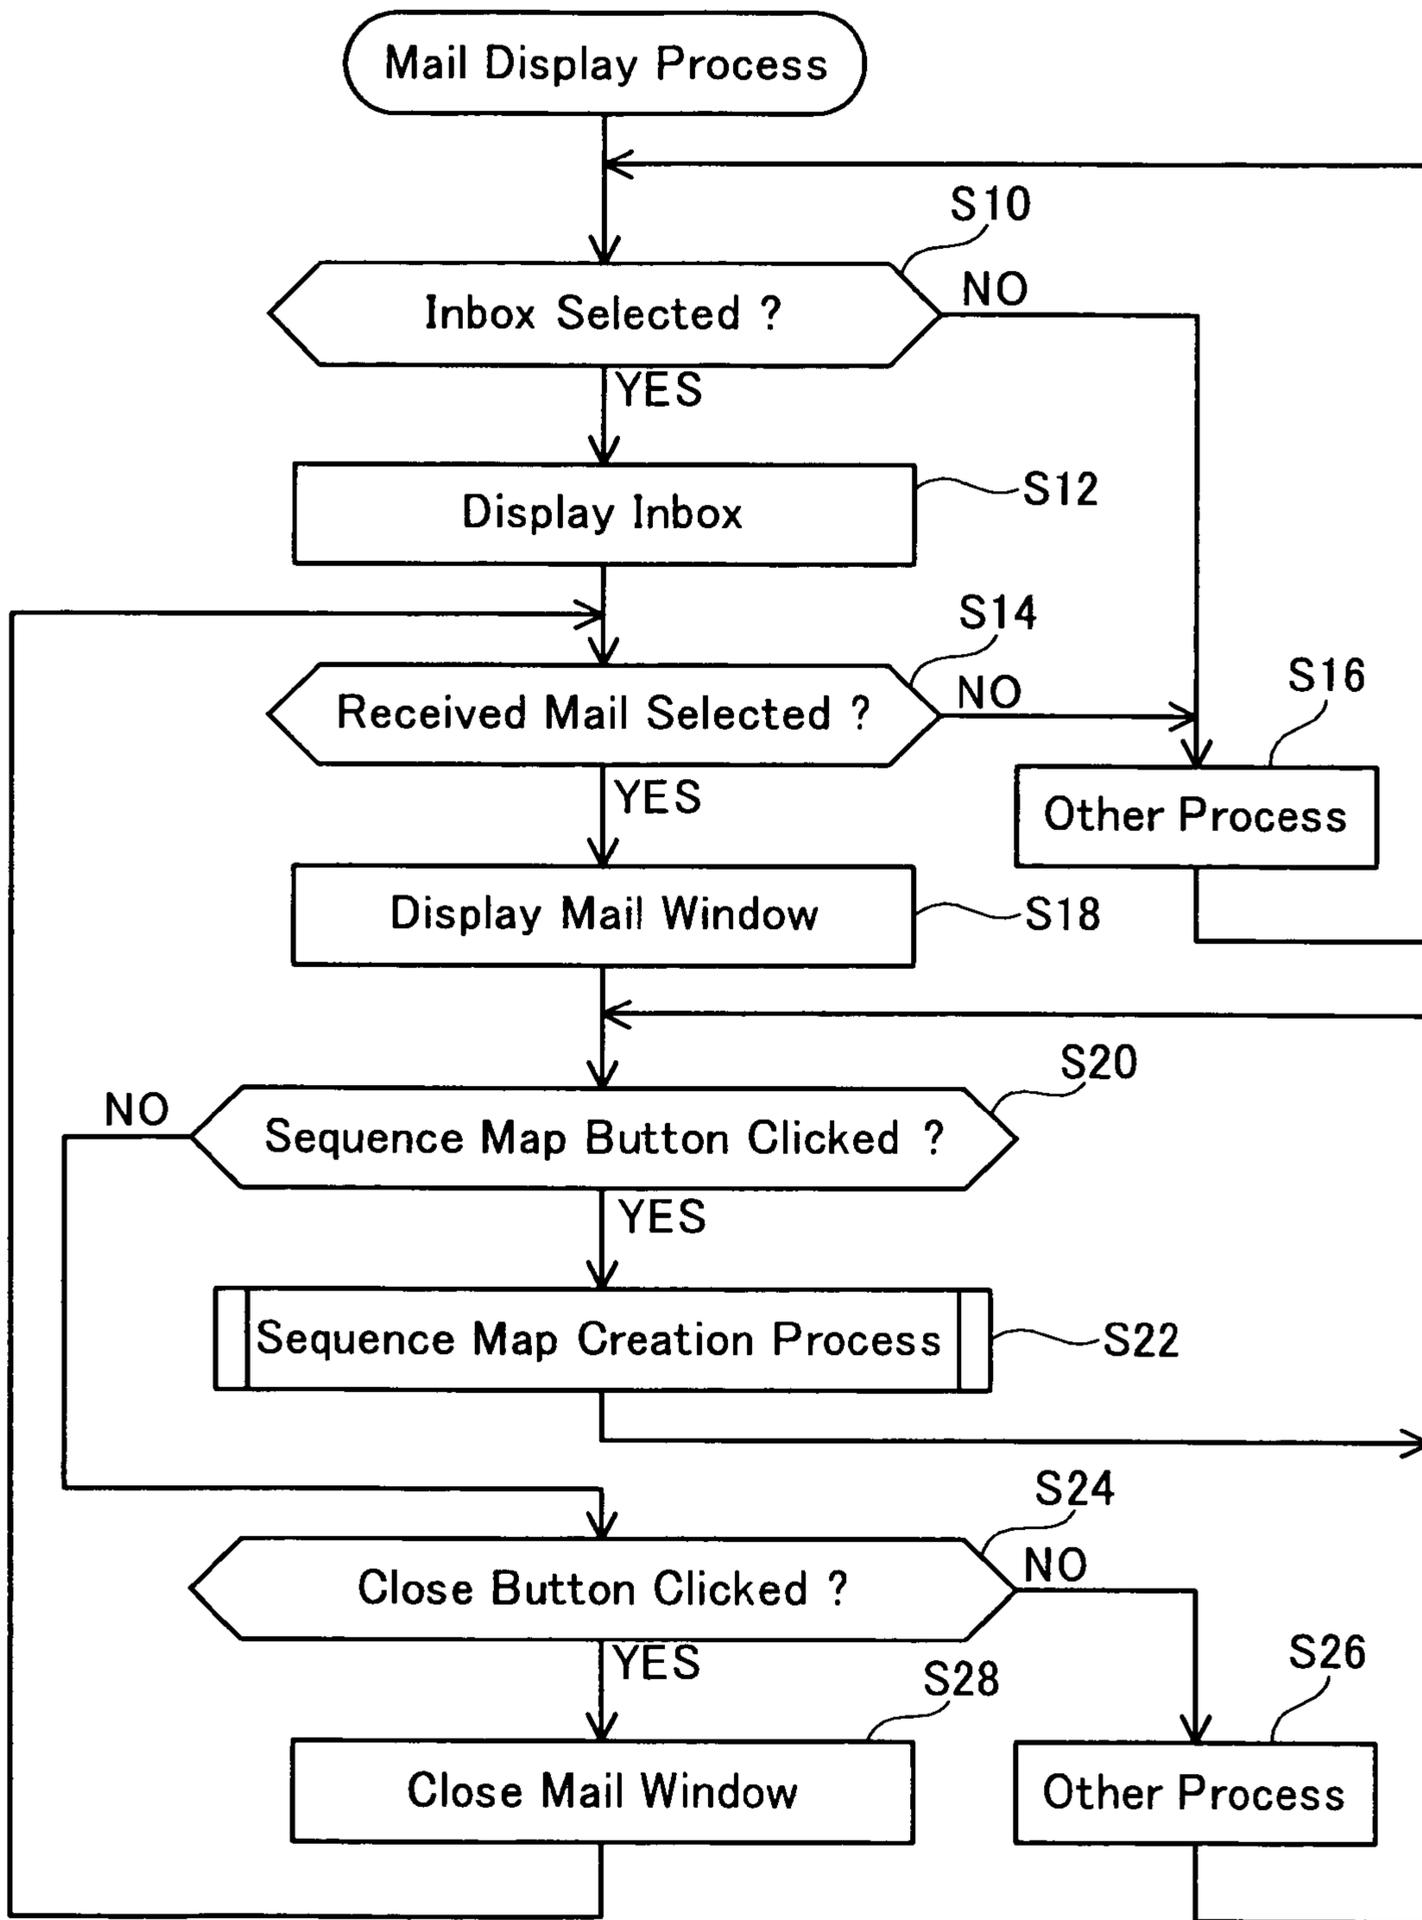 Mail Display Process
S10
Inbox Selected ?
NO
YES
Display Inbox
S12
S14
Received Mail Selected ?
NO
S16
YES
Other Process
Display Mail Window
S18
S20
NO
Sequence Map Button Clicked ?
YES
Sequence Map Creation Process
S22
S24
Close Button Clicked ?
NO
YES
S28
S26
Close Mail Window
Other Process